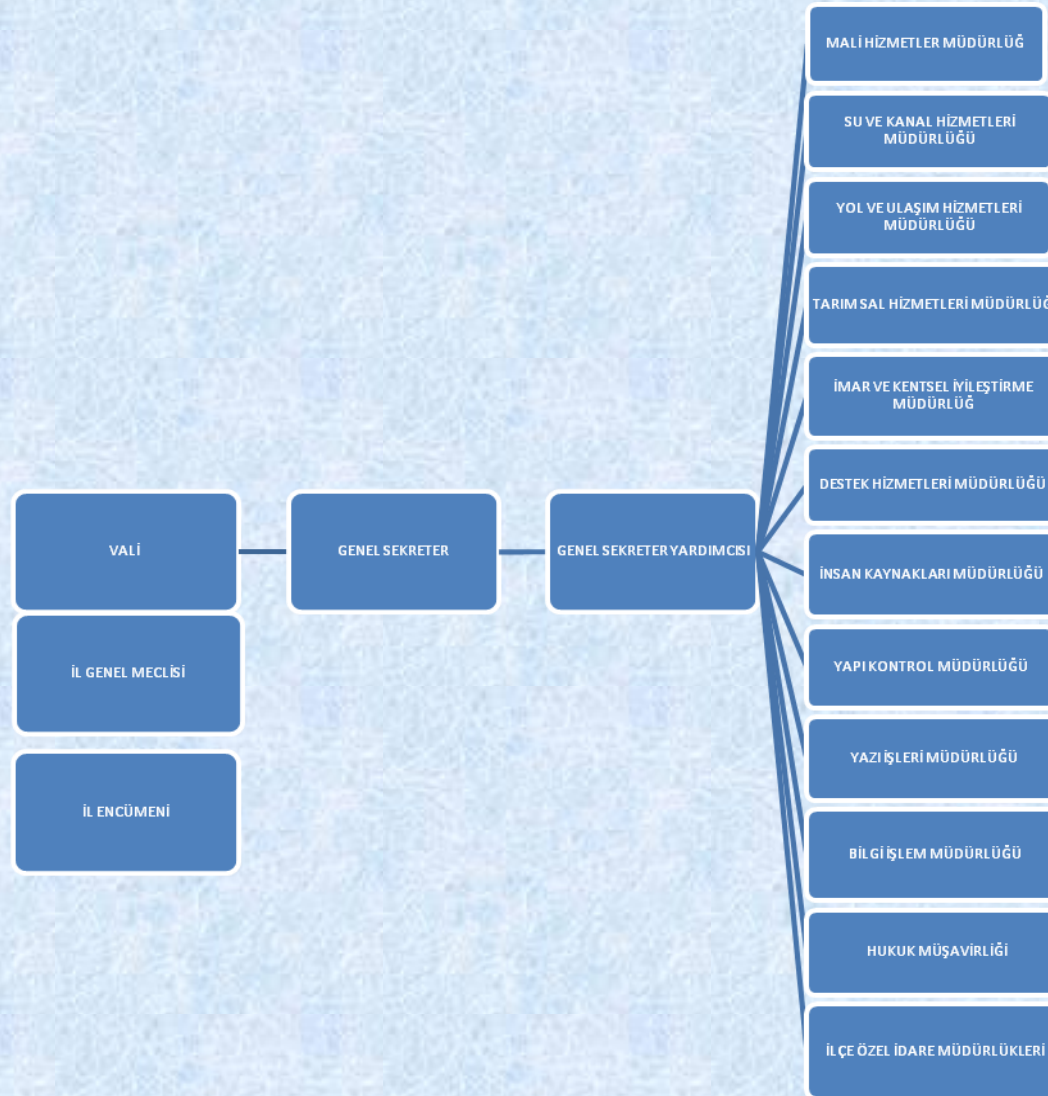 MALİ HİZMETLER MÜDÜRLÜĞ
SU VE KANAL HİZMETLERİ
MÜDÜRLÜĞÜ
YOL VE ULAŞIM HİZMETLERİ
MÜDÜRLÜĞÜ
TARIM SAL HİZMETLERİ MÜDÜRLÜĞ
İMAR VE KENTSEL İYİLEŞTİRME
MÜDÜRLÜĞ
DESTEK HİZMETLERİ MÜDÜRLÜĞÜ
VALİ
GENEL SEKRETER
GENEL SEKRETER YARDIMCISI
İNSAN KAYNAKLARI MÜDÜRLÜĞÜ
İL GENEL MECLİSİ
YAPI KONTROL MÜDÜRLÜĞÜ
YAZI İŞLERİ MÜDÜRLÜĞÜ
İL ENCÜMENİ
BİLGİ İŞLEM MÜDÜRLÜĞÜ
HUKUK MÜŞAVİRLİĞİ
İLÇE ÖZEL İDARE MÜDÜRLÜKLERİ